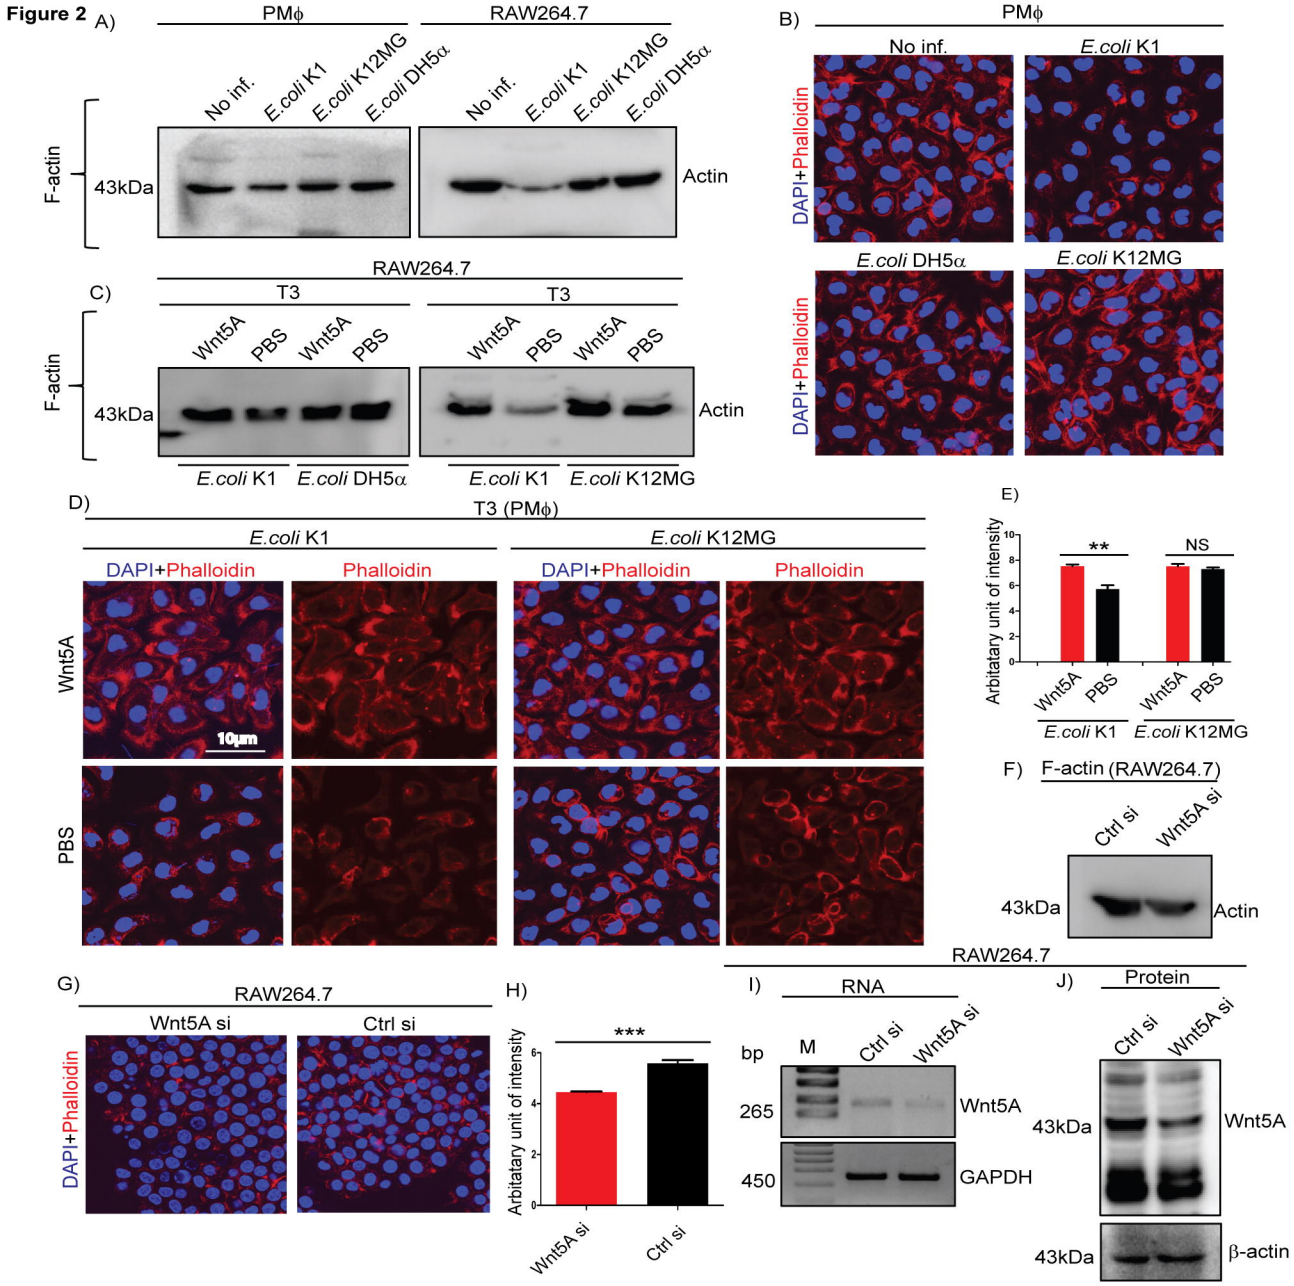 Figure 2
A)
PMϕ
RAW264.7
No inf.
E.coli K1
E.coli K12MG
E.coli DH5α
No inf.
E.coli K1
E.coli K12MG
E.coli DH5α
F-actin
43kDa
Actin
B)
PMϕ
No inf.
E.coli K1
DAPI+Phalloidin
E.coli DH5α
E.coli K12MG
DAPI+Phalloidin
RAW264.7
C)
T3
T3
Wnt5A
PBS
Wnt5A
PBS
Wnt5A
PBS
Wnt5A
PBS
F-actin
43kDa
Actin
E.coli K1
E.coli DH5α
E.coli K1
E.coli K12MG
D)
T3 (PMϕ)
E.coli K1
E.coli K12MG
DAPI+Phalloidin
Phalloidin
DAPI+Phalloidin
Phalloidin
Wnt5A
10µm
PBS
E)
Arbitatary unit of intensity
10
8
6
4
2
0
**
NS
Wnt5A
PBS
Wnt5A
PBS
E.coli K1
E.coli K12MG
F)
F-actin (RAW264.7)
Ctrl si
Wnt5A si
43kDa
Actin
G)
RAW264.7
Wnt5A si
Ctrl si
DAPI+Phalloidin
H)
Arbitatary unit of intensity
6
4
2
0
***
Wnt5A si
Ctrl si
RAW264.7
I)
RNA
bp
M
Ctrl si
Wnt5A si
265
Wnt5A
450
GAPDH
J)
Protein
Ctrl si
Wnt5A si
43kDa
Wnt5A
43kDa
β-actin